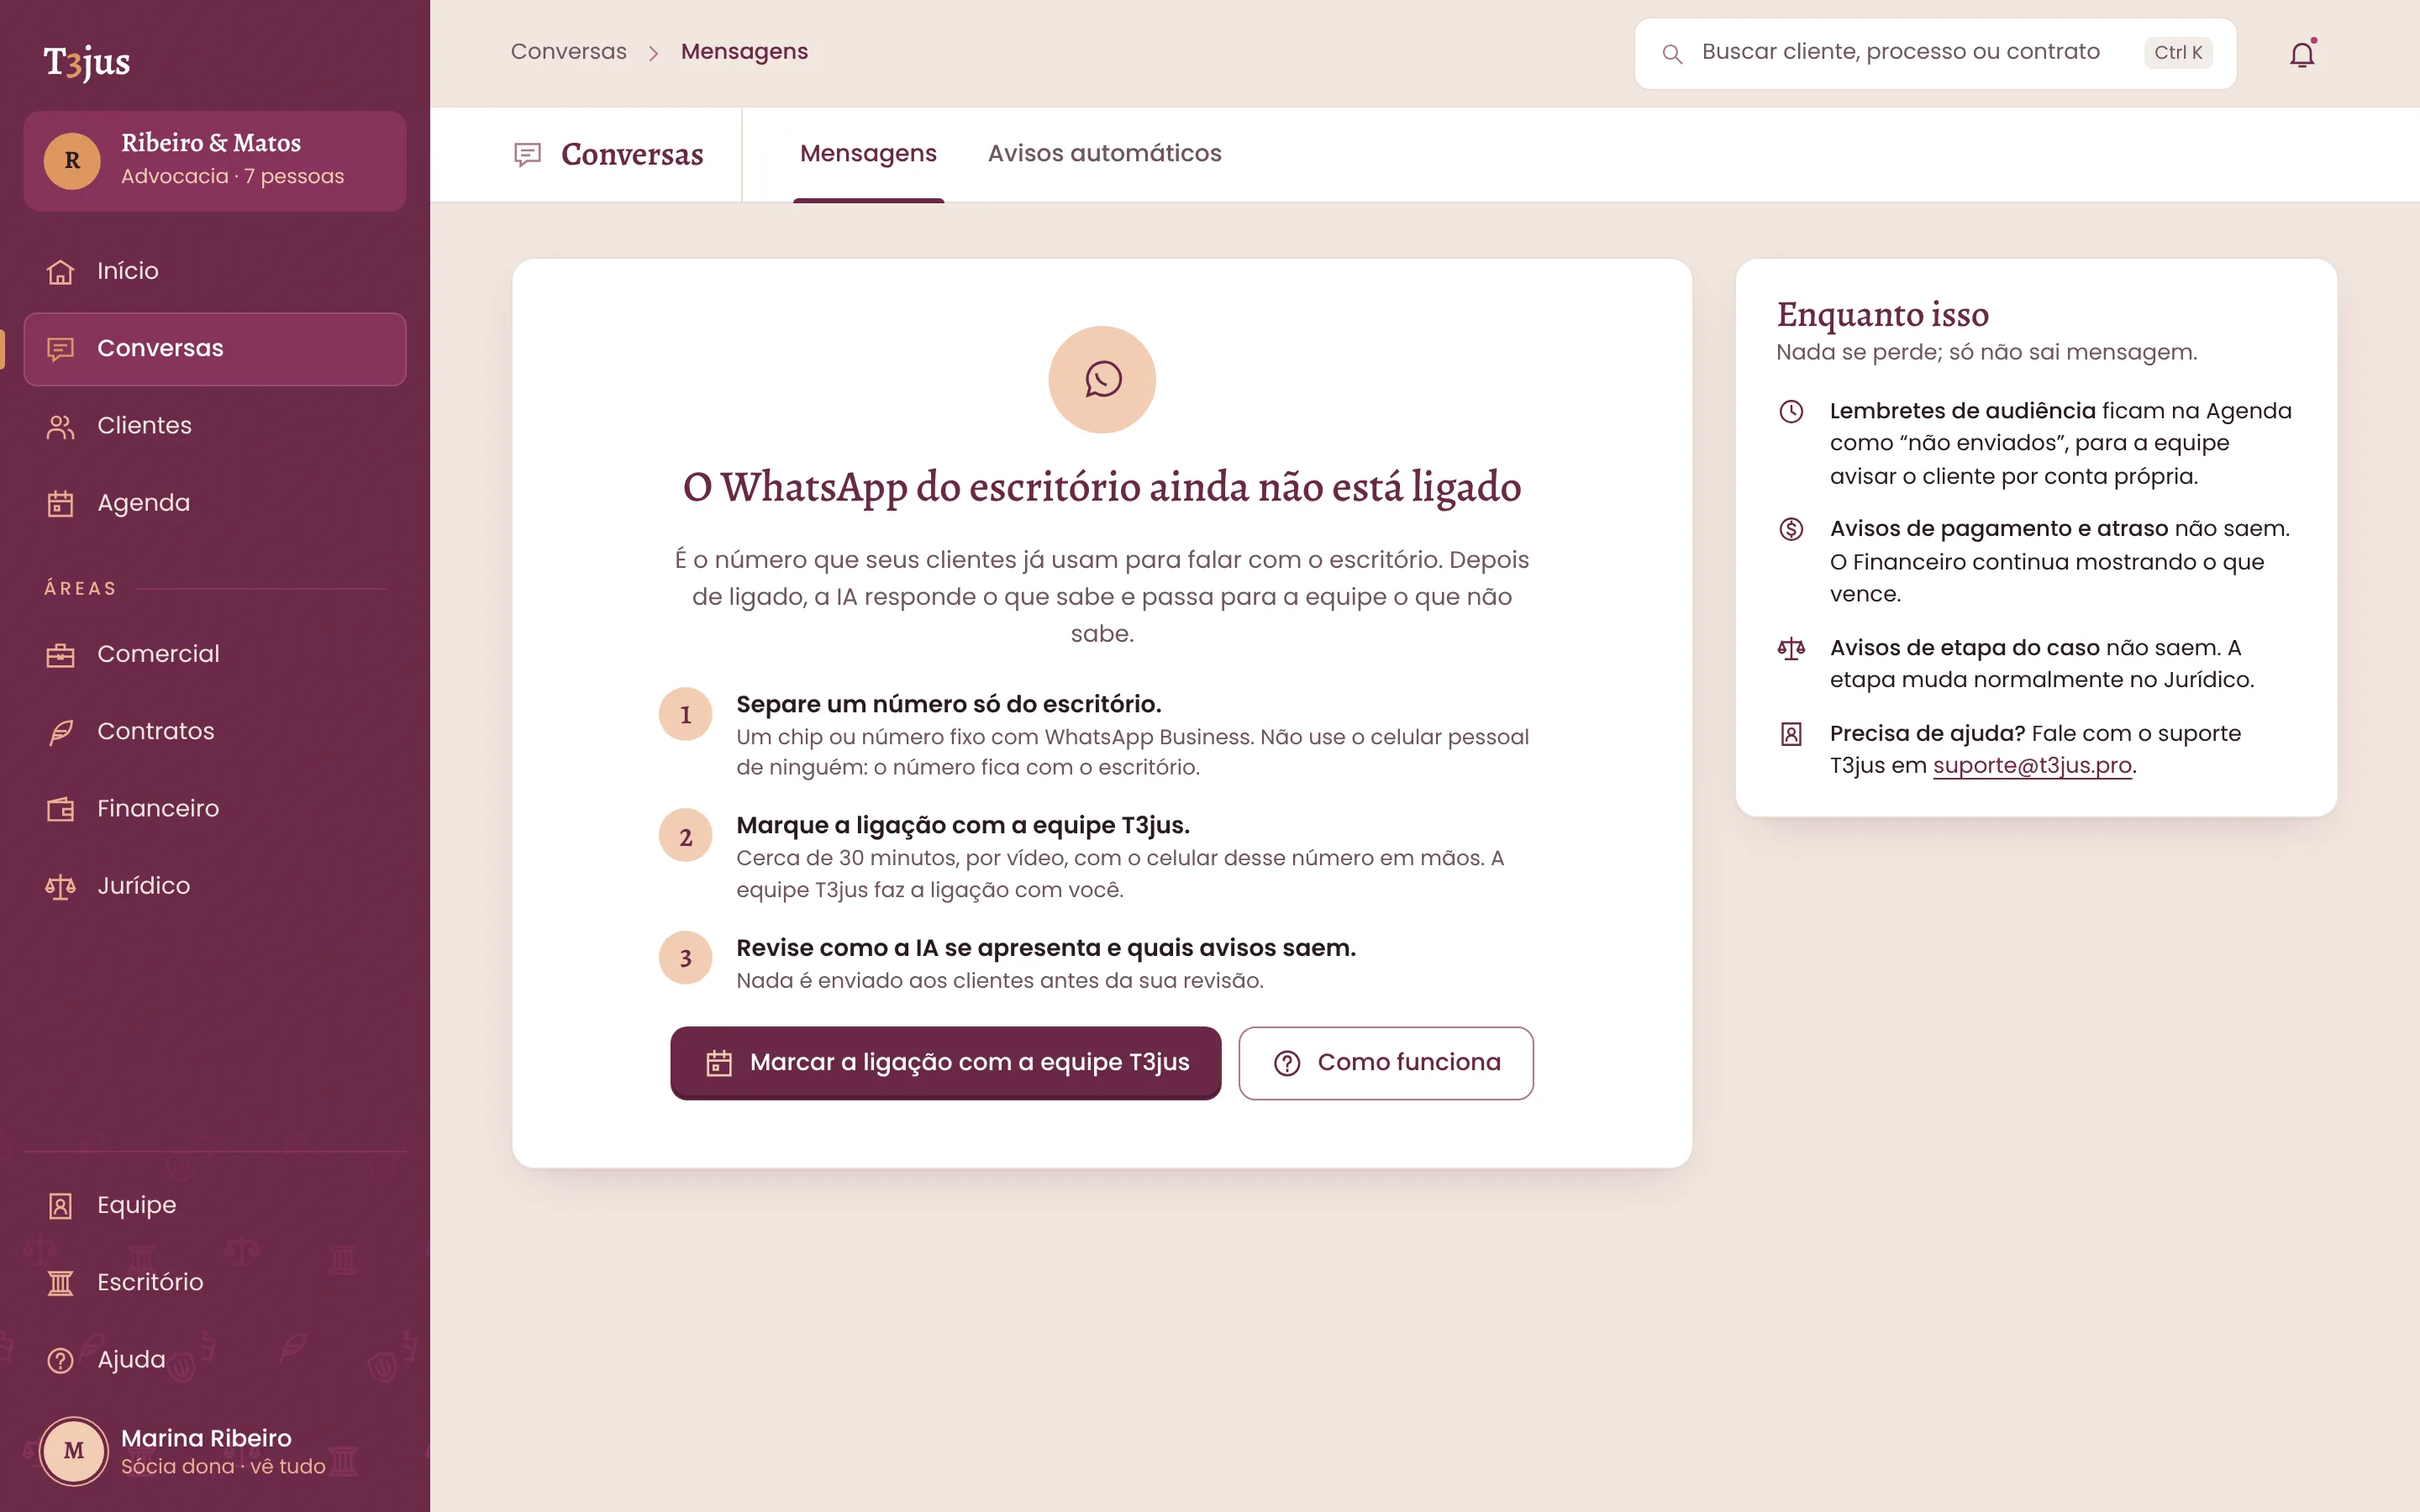 T3jus
R
Ribeiro & Matos
Advocacia · 7 pessoas
Início
Conversas
Clientes
Agenda
ÁREAS
Comercial
Contratos
Financeiro
Jurídico
Equipe
Escritório
Ajuda
M
Marina Ribeiro
Sócia dona · vê tudo
Conversas
Mensagens
Buscar cliente, processo ou contrato
Ctrl K
Conversas
Mensagens
Avisos automáticos
O WhatsApp do escritório ainda não está ligado
É o número que seus clientes já usam para falar com o escritório. Depois
de ligado, a IA responde o que sabe e passa para a equipe o que não
sabe.
1
Separe um número só do escritório.
Um chip ou número fixo com WhatsApp Business. Não use o celular pessoal
de ninguém: o número fica com o escritório.
2
Marque a ligação com a equipe T3jus.
Cerca de 30 minutos, por vídeo, com o celular desse número em mãos. A
equipe T3jus faz a ligação com você.
3
Revise como a IA se apresenta e quais avisos saem.
Nada é enviado aos clientes antes da sua revisão.
Marcar a ligação com a equipe T3jus
Como funciona
Enquanto isso
Nada se perde; só não sai mensagem.
Lembretes de audiência ficam na Agenda
como “não enviados”, para a equipe
avisar o cliente por conta própria.
Avisos de pagamento e atraso não saem.
O Financeiro continua mostrando o que
vence.
Avisos de etapa do caso não saem. A
etapa muda normalmente no Jurídico.
Precisa de ajuda? Fale com o suporte
T3jus em suporte@t3jus.pro.